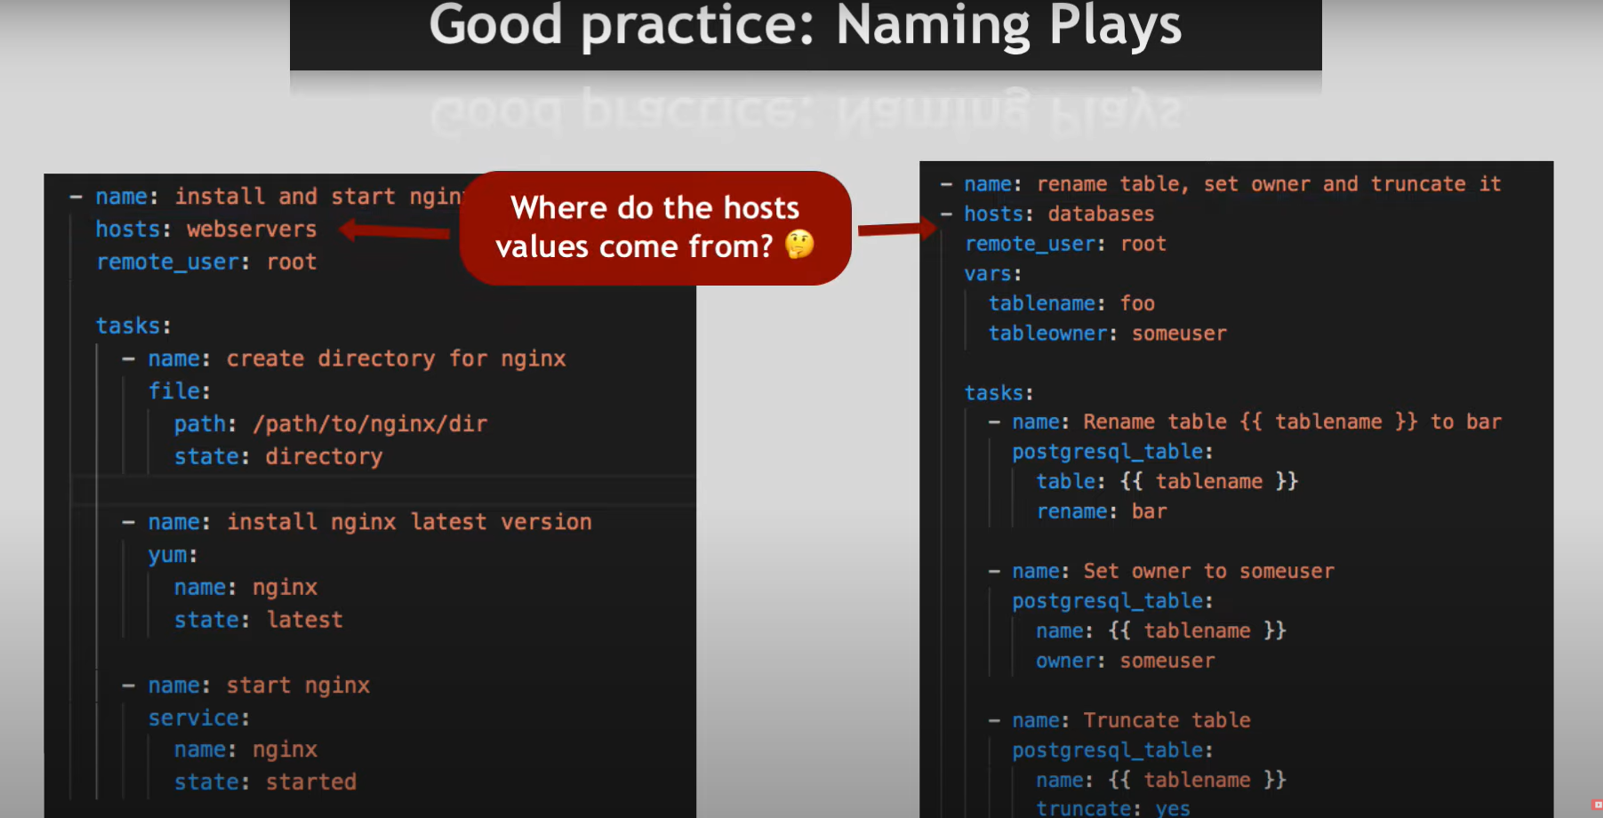 Good practice: Naming Plays
- name: install and start nginx
hosts: webservers
remote_user: root
tasks:
- name: create directory for nginx
file:
path: /path/to/nginx/dir
state: directory
- name: install nginx latest version
yum:
name: nginx
state: latest
- name: start nginx
service:
name: nginx
state: started
Where do the hosts
values come from? 🤔
- name: rename table, set owner and truncate it
- hosts: databases
remote_user: root
vars:
tablename: foo
tableowner: someuser
tasks:
- name: Rename table {{ tablename }} to bar
postgresql_table:
table: {{ tablename }}
rename: bar
- name: Set owner to someuser
postgresql_table:
name: {{ tablename }}
owner: someuser
- name: Truncate table
postgresql_table:
name: {{ tablename }}
truncate: yes